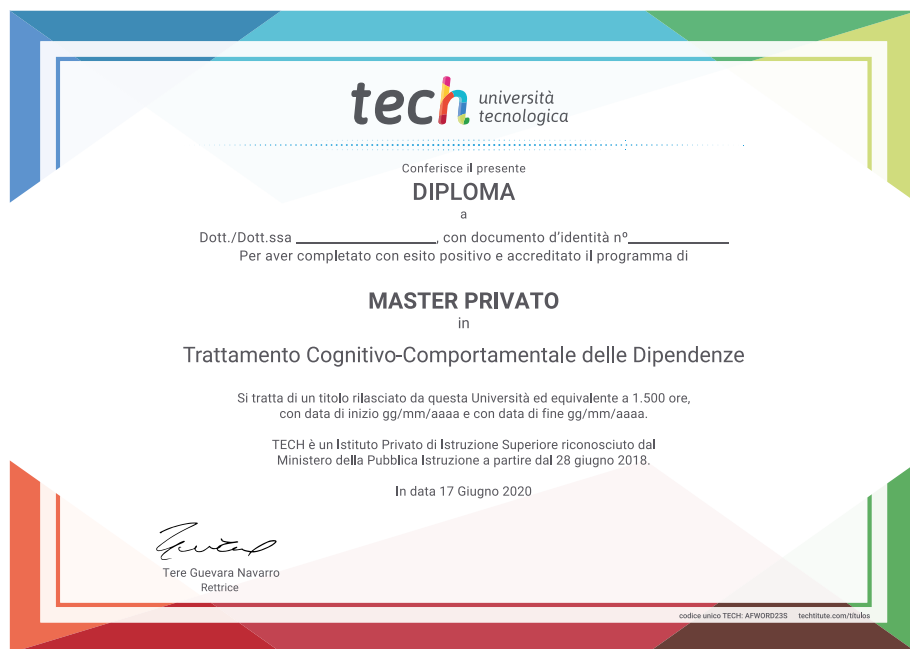 tech università
tecnologica
Conferisce il presente
DIPLOMA
a
Dott./Dott.ssa ________________, con documento d'identità nº____________
Per aver completato con esito positivo e accreditato il programma di
MASTER PRIVATO
in
Trattamento Cognitivo-Comportamentale delle Dipendenze
Si tratta di un titolo rilasciato da questa Università ed equivalente a 1.500 ore,
con data di inizio gg/mm/aaaa e con data di fine gg/mm/aaaa.
TECH è un Istituto Privato di Istruzione Superiore riconosciuto dal
Ministero della Pubblica Istruzione a partire dal 28 giugno 2018.
In data 17 Giugno 2020
Tere Guevara Navarro
Rettrice
codice unico TECH: AFWORD23S techtitute.com/titulos